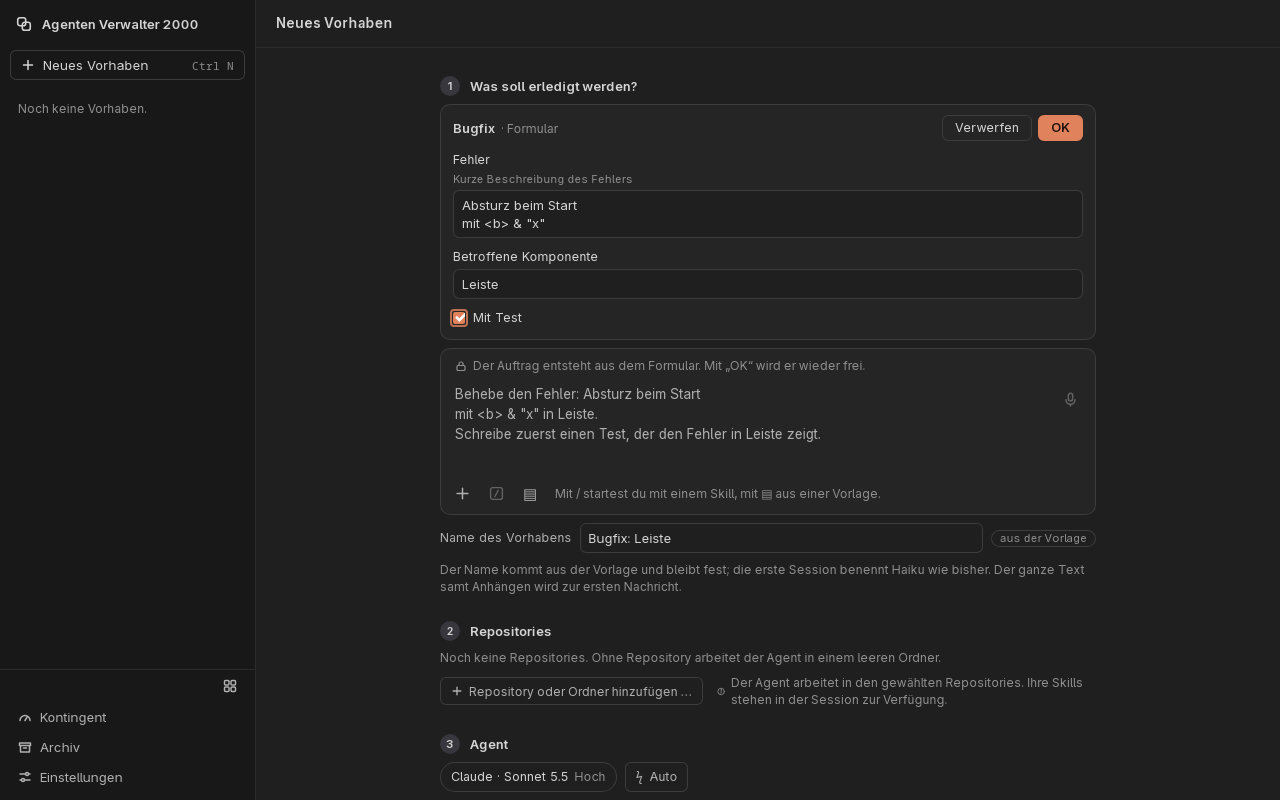 Agenten Verwalter 2000
Neues Vorhaben
Neues Vorhaben Ctrl N
Noch keine Vorhaben.
1 Was soll erledigt werden?
Bugfix · Formular Verwerfen OK
Fehler
Kurze Beschreibung des Fehlers
Absturz beim Start
mit <b> & "x"
Betroffene Komponente
Leiste
Mit Test
Der Auftrag entsteht aus dem Formular. Mit „OK“ wird er wieder frei.
Behebe den Fehler: Absturz beim Start
mit <b> & "x" in Leiste.
Schreibe zuerst einen Test, der den Fehler in Leiste zeigt.
Mit / startest du mit einem Skill, mit ▤ aus einer Vorlage.
Name des Vorhabens Bugfix: Leiste aus der Vorlage
Der Name kommt aus der Vorlage und bleibt fest; die erste Session benennt Haiku wie bisher. Der ganze Text
samt Anhängen wird zur ersten Nachricht.
2 Repositories
Noch keine Repositories. Ohne Repository arbeitet der Agent in einem leeren Ordner.
Repository oder Ordner hinzufügen …
Der Agent arbeitet in den gewählten Repositories. Ihre Skills
stehen in der Session zur Verfügung.
3 Agent
Claude · Sonnet 5.5 Hoch Auto
Kontingent
Archiv
Einstellungen